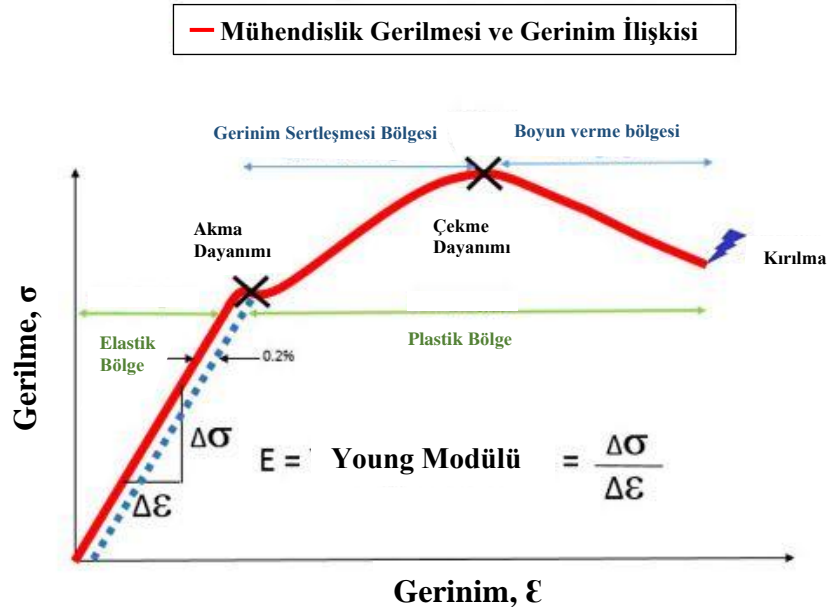 Mühendislik Gerilmesi ve Gerinim İlişkisi
Gerinim Sertleşmesi Bölgesi
Boyun verme bölgesi
Akma
Dayanımı
Çekme
Dayanımı
Kırılma
Elastik
Bölge
Plastik Bölge
0.2%
Gerilme, σ
Δσ
Δε
E = Young Modülü = Δσ / Δε
Gerinim, Ɛ